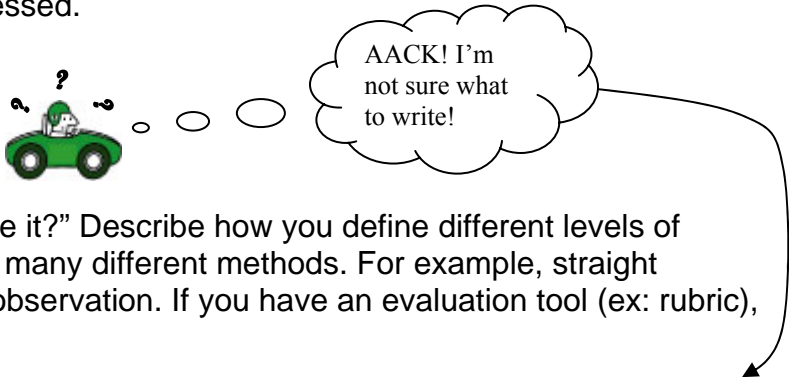 essed.
? ? ?
AACK! I’m
not sure what
to write!
e it?” Describe how you define different levels of
many different methods. For example, straight
observation. If you have an evaluation tool (ex: rubric),